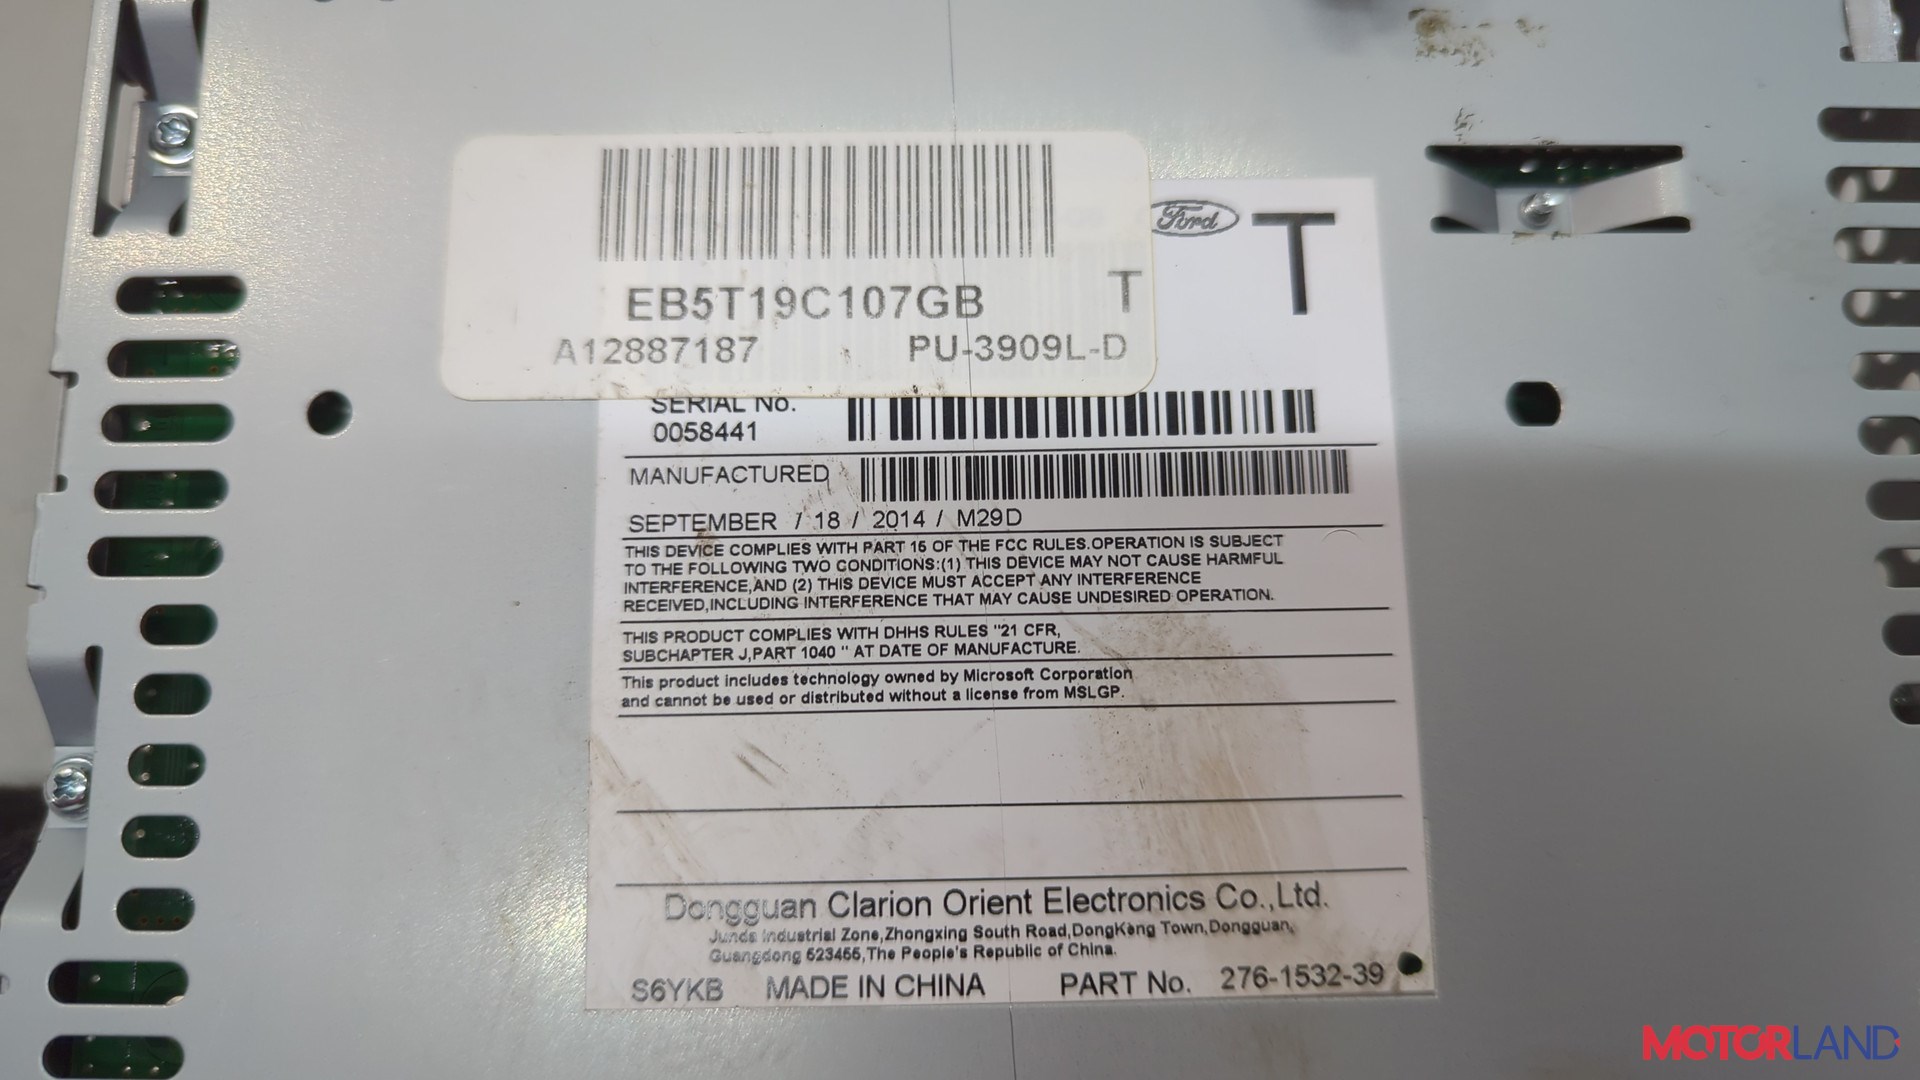 EB5T19C107GB
T
A12887187 PU-3909L-D
Ford
T
SERIAL No.
0058441
MANUFACTURED
SEPTEMBER / 18 / 2014 / M29D
THIS DEVICE COMPLIES WITH PART 15 OF THE FCC RULES.OPERATION IS SUBJECT
TO THE FOLLOWING TWO CONDITIONS:(1) THIS DEVICE MAY NOT CAUSE HARMFUL
INTERFERENCE,AND (2) THIS DEVICE MUST ACCEPT ANY INTERFERENCE
RECEIVED,INCLUDING INTERFERENCE THAT MAY CAUSE UNDESIRED OPERATION.
THIS PRODUCT COMPLIES WITH DHHS RULES "21 CFR,
SUBCHAPTER J,PART 1040 " AT DATE OF MANUFACTURE.
This product includes technology owned by Microsoft Corporation
and cannot be used or distributed without a license from MSLGP.
Dongguan Clarion Orient Electronics Co.,Ltd.
Junda Industrial Zone,Zhongxing South Road,DongKeng Town,Dongguan,
Guangdong 523455,The People's Republic of China.
S6YKB MADE IN CHINA PART No. 276-1532-39
MOTORLAND